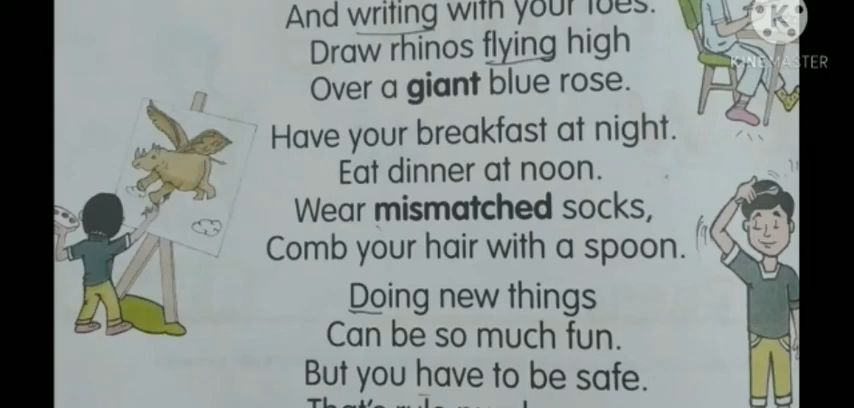 And writing with your toes.
Draw rhinos flying high
Over a giant blue rose.
Have your breakfast at night.
Eat dinner at noon.
Wear mismatched socks,
Comb your hair with a spoon.
Doing new things
Can be so much fun.
But you have to be safe.
That's rule
K
KINEMASTER